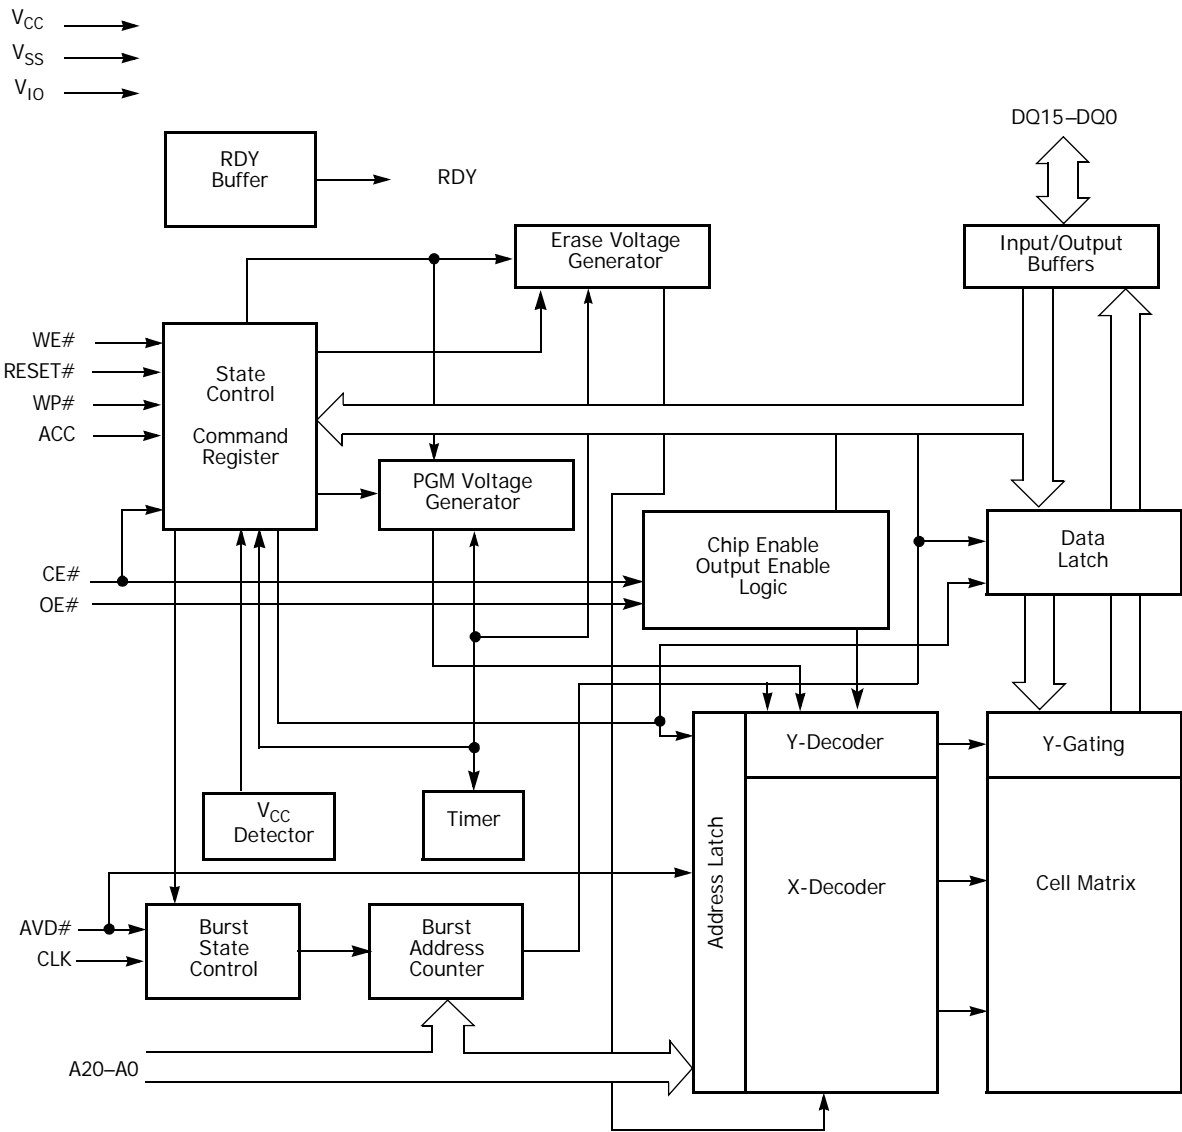 VCC
VSS
VIO
DQ15–DQ0
RDY
Buffer
RDY
Erase Voltage
Generator
Input/Output
Buffers
WE#
RESET#
WP#
ACC
State
Control
Command
Register
PGM Voltage
Generator
CE#
OE#
Chip Enable
Output Enable
Logic
Data
Latch
Y-Decoder
Y-Gating
VCC
Detector
Timer
Address Latch
X-Decoder
Cell Matrix
AVD#
CLK
Burst
State
Control
Burst
Address
Counter
A20–A0